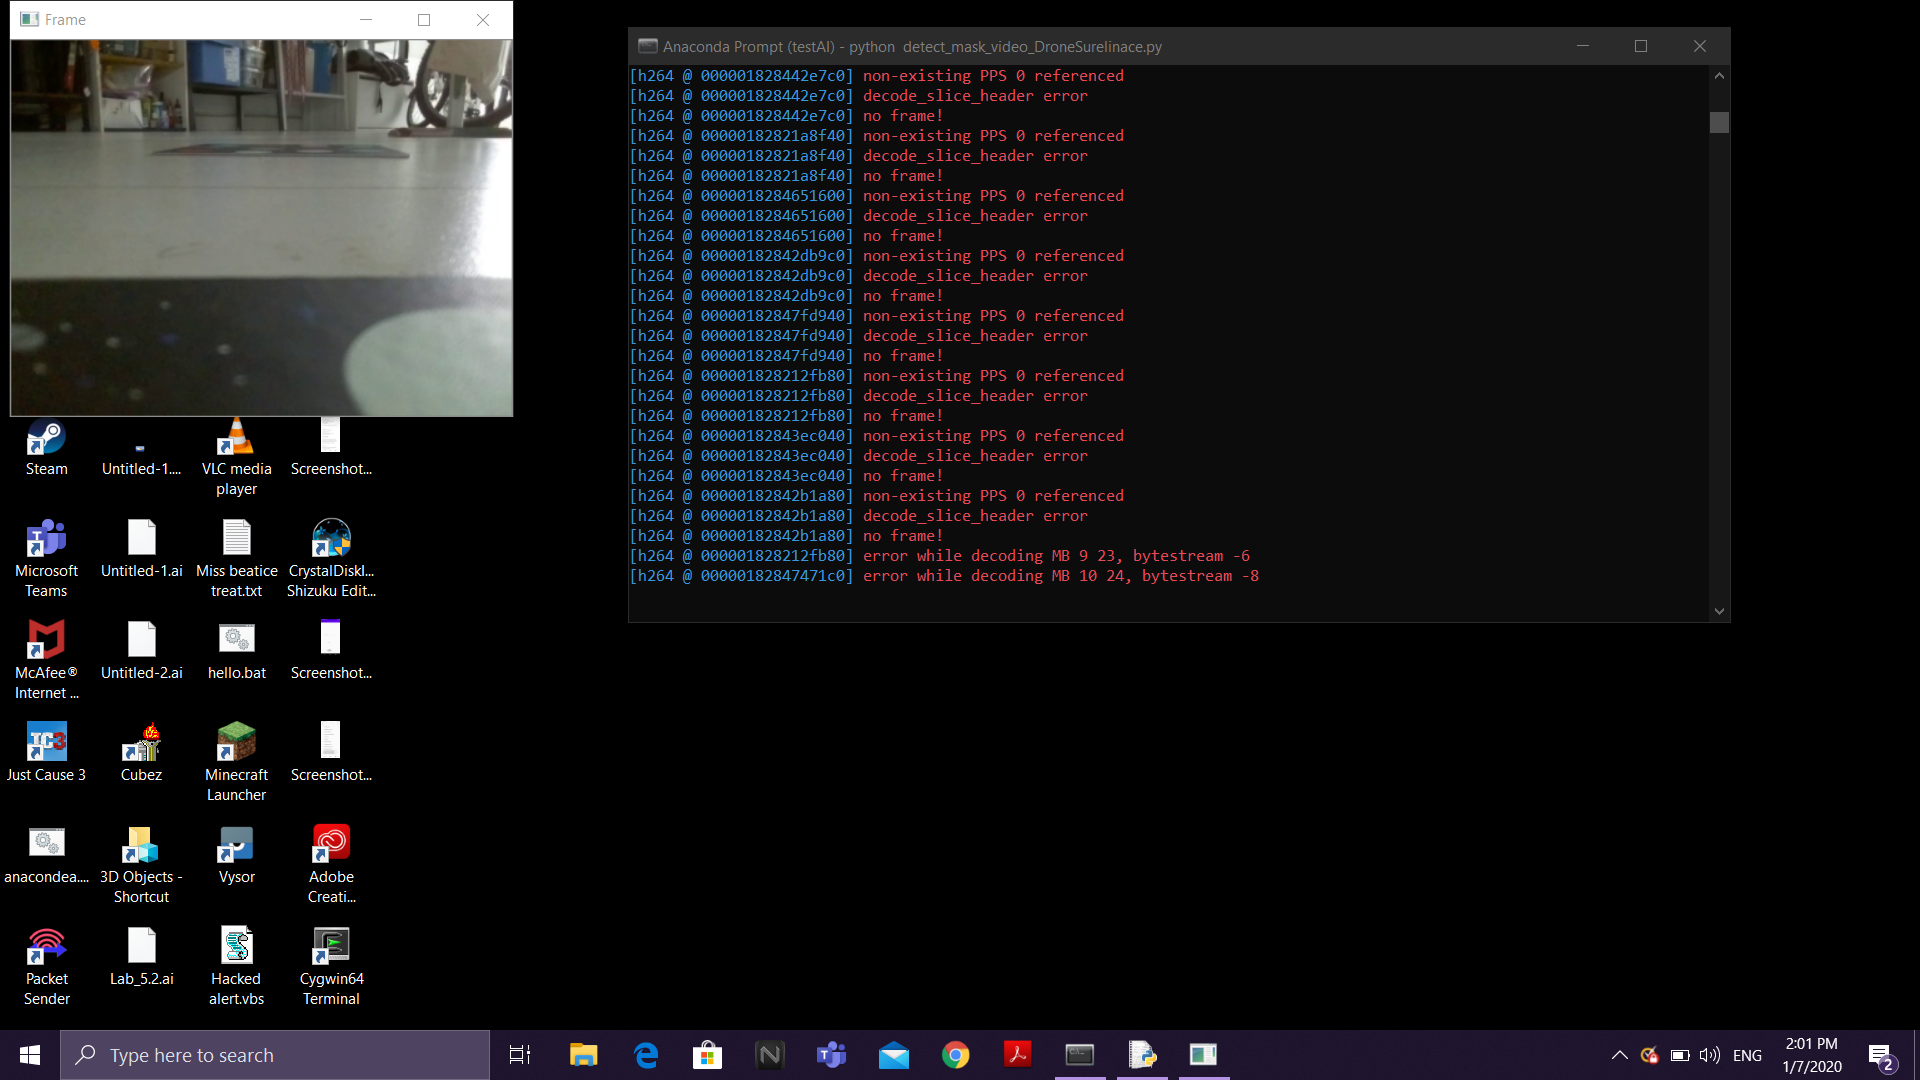 Frame
Anaconda Prompt (testAI) - python detect_mask_video_DroneSurelinace.py
[h264 @ 000001828442e7c0] non-existing PPS 0 referenced
[h264 @ 000001828442e7c0] decode_slice_header error
[h264 @ 000001828442e7c0] no frame!
[h264 @ 00000182821a8f40] non-existing PPS 0 referenced
[h264 @ 00000182821a8f40] decode_slice_header error
[h264 @ 00000182821a8f40] no frame!
[h264 @ 0000018284651600] non-existing PPS 0 referenced
[h264 @ 0000018284651600] decode_slice_header error
[h264 @ 0000018284651600] no frame!
[h264 @ 00000182842db9c0] non-existing PPS 0 referenced
[h264 @ 00000182842db9c0] decode_slice_header error
[h264 @ 00000182842db9c0] no frame!
[h264 @ 00000182847fd940] non-existing PPS 0 referenced
[h264 @ 00000182847fd940] decode_slice_header error
[h264 @ 00000182847fd940] no frame!
[h264 @ 000001828212fb80] non-existing PPS 0 referenced
[h264 @ 000001828212fb80] decode_slice_header error
[h264 @ 000001828212fb80] no frame!
[h264 @ 00000182843ec040] non-existing PPS 0 referenced
[h264 @ 00000182843ec040] decode_slice_header error
[h264 @ 00000182843ec040] no frame!
[h264 @ 00000182842b1a80] non-existing PPS 0 referenced
[h264 @ 00000182842b1a80] decode_slice_header error
[h264 @ 00000182842b1a80] no frame!
[h264 @ 000001828212fb80] error while decoding MB 9 23, bytestream -6
[h264 @ 00000182847471c0] error while decoding MB 10 24, bytestream -8
Steam
Untitled-1....
VLC media
player
Screenshot...
Microsoft
Teams
Untitled-1.ai
Miss beatice
treat.txt
CrystalDiskI...
Shizuku Edit...
McAfee®
Internet ...
Untitled-2.ai
hello.bat
Screenshot...
Just Cause 3
Cubez
Minecraft
Launcher
Screenshot...
anacondea....
3D Objects -
Shortcut
Vysor
Adobe
Creati...
Packet
Sender
Lab_5.2.ai
Hacked
alert.vbs
Cygwin64
Terminal
Type here to search
ENG
2:01 PM
1/7/2020
2